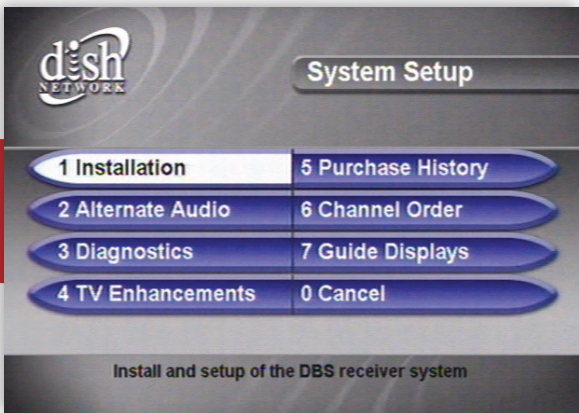 dish
NETWORK
System Setup
1 Installation
2 Alternate Audio
3 Diagnostics
4 TV Enhancements
5 Purchase History
6 Channel Order
7 Guide Displays
0 Cancel
Install and setup of the DBS receiver system